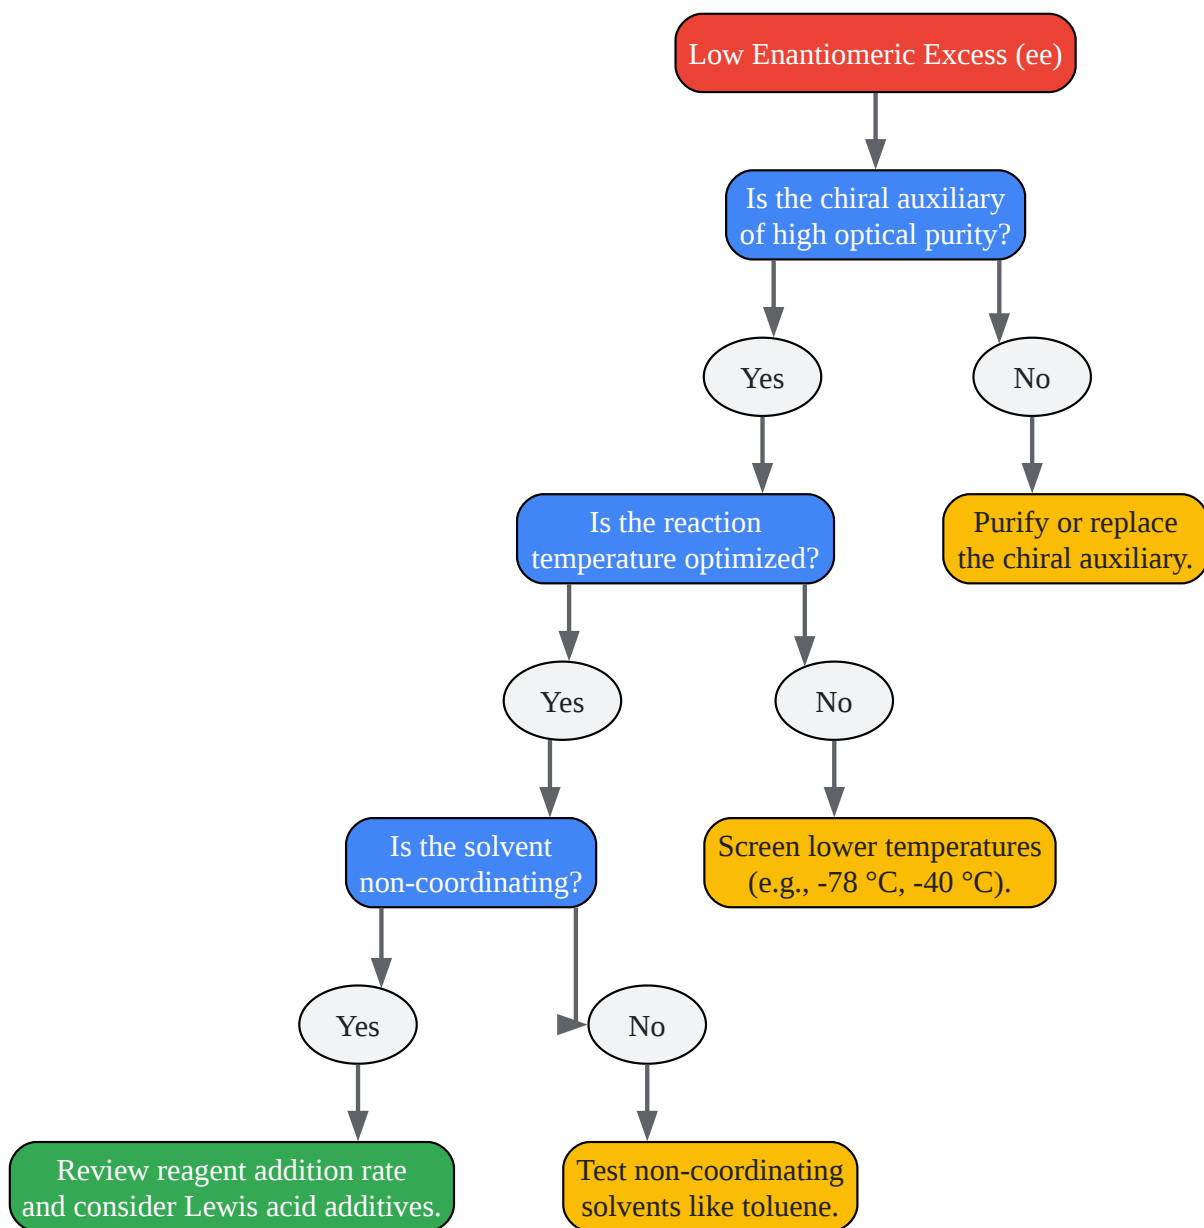 Low Enantiomeric Excess (ee)
Is the chiral auxiliary
of high optical purity?
Yes
No
Is the reaction
temperature optimized?
Purify or replace
the chiral auxiliary.
Yes
No
Is the solvent
non-coordinating?
Screen lower temperatures
(e.g., -78 °C, -40 °C).
Yes
No
Review reagent addition rate
and consider Lewis acid additives.
Test non-coordinating
solvents like toluene.